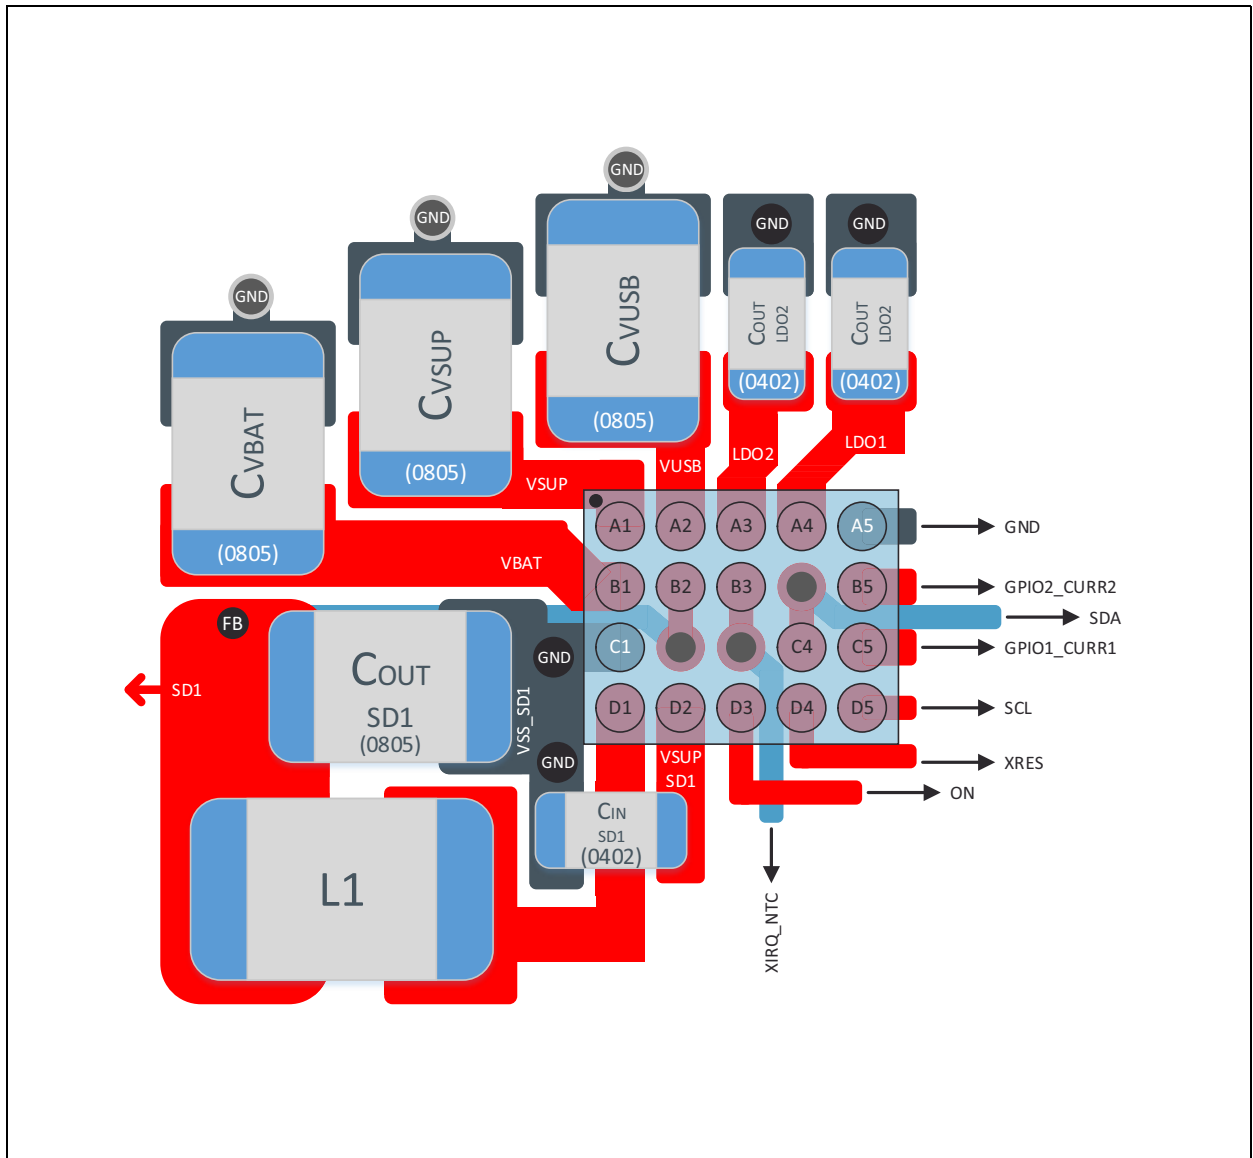 GND
GND
GND
GND
GND
CVBAT
(0805)
CVSUP
(0805)
CVUSB
(0805)
COUT
LDO2
(0402)
COUT
LDO2
(0402)
VSUP
VUSB
LDO2
LDO1
VBAT
A1 A2 A3 A4 A5
B1 B2 B3 B5
C1 C4 C5
D1 D2 D3 D4 D5
GND
GPIO2_CURR2
SDA
GPIO1_CURR1
SCL
XRES
ON
XIRQ_NTC
FB
SD1
COUT
SD1
(0805)
VSS_SD1
GND
GND
VSUP
SD1
CIN
SD1
(0402)
L1